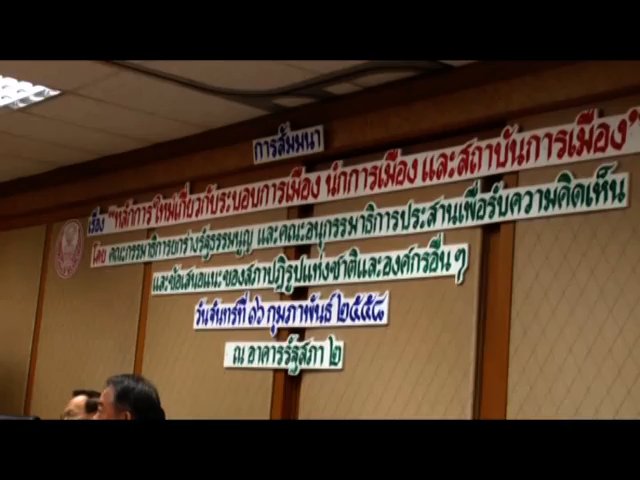 การสัมมนา
เรื่อง "หลักการใหม่เกี่ยวกับระบอบการเมือง นักการเมือง และสถาบันการเมือง"
โดย คณะกรรมาธิการยกร่างรัฐธรรมนูญ และคณะอนุกรรมาธิการประสานเพื่อรับความคิดเห็น
และข้อเสนอแนะของสภาปฏิรูปแห่งชาติและองค์กรอื่น ๆ
วันจันทร์ที่ ๑๖ กุมภาพันธ์ ๒๕๕๘
ณ อาคารรัฐสภา ๒